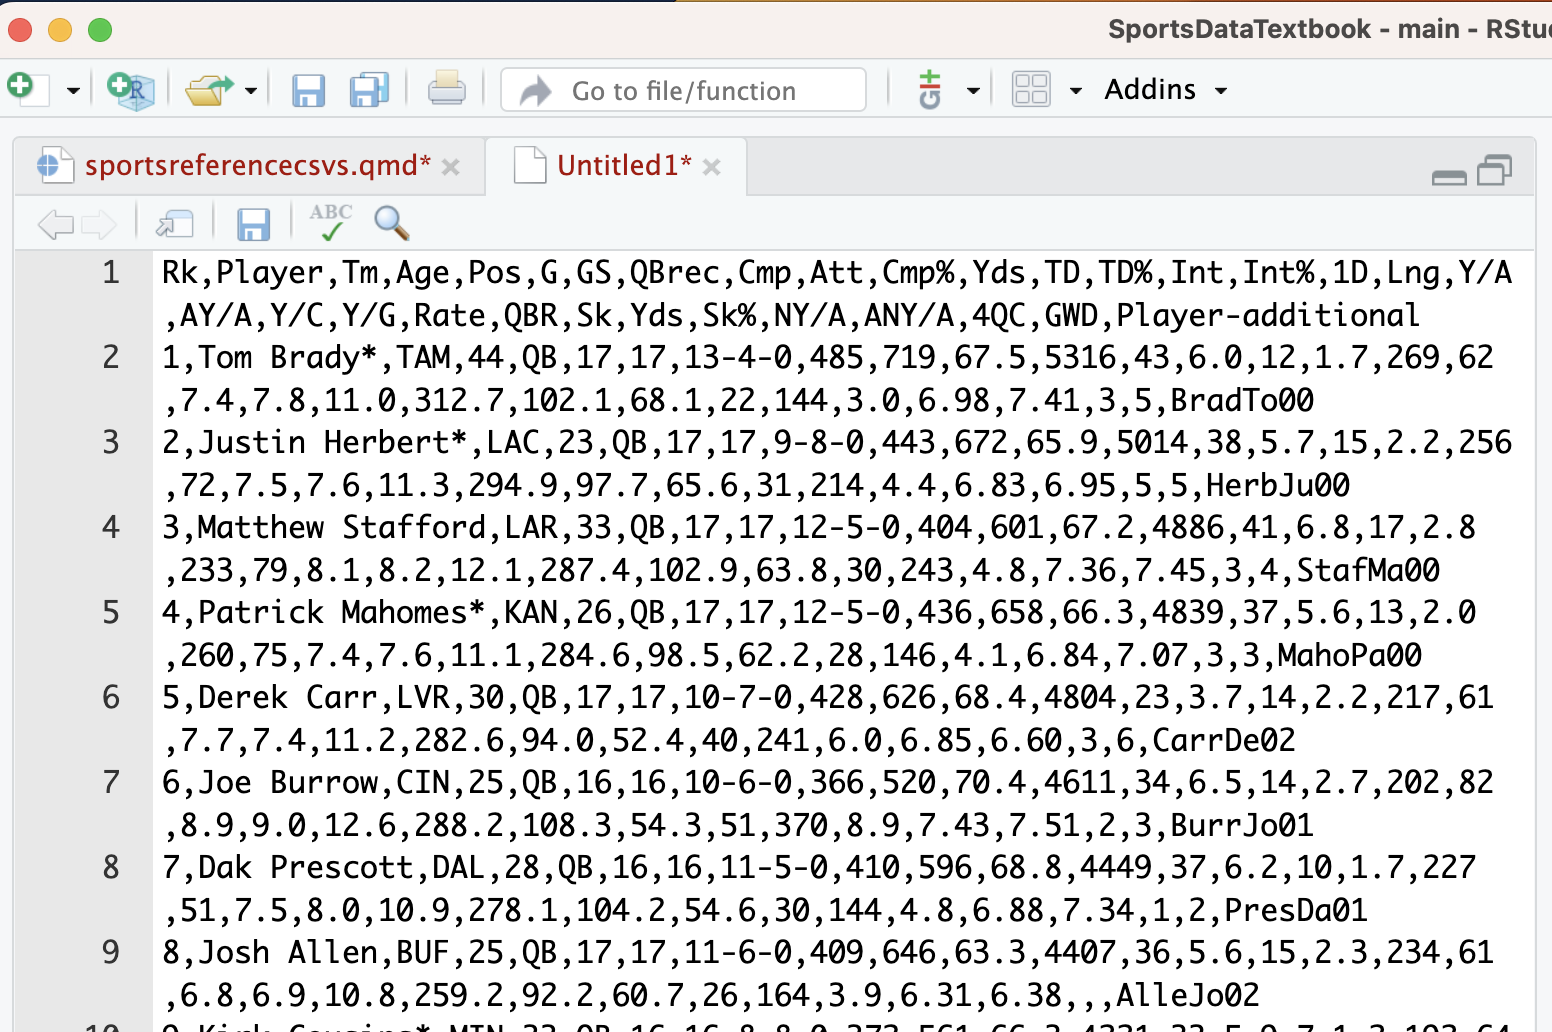 SportsDataTextbook - main - RStu
Go to file/function
Addins
sportsreferencecsvs.qmd*
Untitled1*
ABC
1 Rk,Player,Tm,Age,Pos,G,GS,QBrec,Cmp,Att,Cmp%,Yds,TD,TD%,Int,Int%,1D,Lng,Y/A
,AY/A,Y/C,Y/G,Rate,QBR,Sk,Yds,Sk%,NY/A,ANY/A,4QC,GWD,Player-additional
2 1,Tom Brady*,TAM,44,QB,17,17,13-4-0,485,719,67.5,5316,43,6.0,12,1.7,269,62
,7.4,7.8,11.0,312.7,102.1,68.1,22,144,3.0,6.98,7.41,3,5,BradTo00
3 2,Justin Herbert*,LAC,23,QB,17,17,9-8-0,443,672,65.9,5014,38,5.7,15,2.2,256
,72,7.5,7.6,11.3,294.9,97.7,65.6,31,214,4.4,6.83,6.95,5,5,HerbJu00
4 3,Matthew Stafford,LAR,33,QB,17,17,12-5-0,404,601,67.2,4886,41,6.8,17,2.8
,233,79,8.1,8.2,12.1,287.4,102.9,63.8,30,243,4.8,7.36,7.45,3,4,StafMa00
5 4,Patrick Mahomes*,KAN,26,QB,17,17,12-5-0,436,658,66.3,4839,37,5.6,13,2.0
,260,75,7.4,7.6,11.1,284.6,98.5,62.2,28,146,4.1,6.84,7.07,3,3,MahoPa00
6 5,Derek Carr,LVR,30,QB,17,17,10-7-0,428,626,68.4,4804,23,3.7,14,2.2,217,61
,7.7,7.4,11.2,282.6,94.0,52.4,40,241,6.0,6.85,6.60,3,6,CarrDe02
7 6,Joe Burrow,CIN,25,QB,16,16,10-6-0,366,520,70.4,4611,34,6.5,14,2.7,202,82
,8.9,9.0,12.6,288.2,108.3,54.3,51,370,8.9,7.43,7.51,2,3,BurrJo01
8 7,Dak Prescott,DAL,28,QB,16,16,11-5-0,410,596,68.8,4449,37,6.2,10,1.7,227
,51,7.5,8.0,10.9,278.1,104.2,54.6,30,144,4.8,6.88,7.34,1,2,PresDa01
9 8,Josh Allen,BUF,25,QB,17,17,11-6-0,409,646,63.3,4407,36,5.6,15,2.3,234,61
,6.8,6.9,10.8,259.2,92.2,60.7,26,164,3.9,6.31,6.38,,,AlleJo02
10 9,Kirk Cousins*,MIN,33,QB,16,16,8-8-0